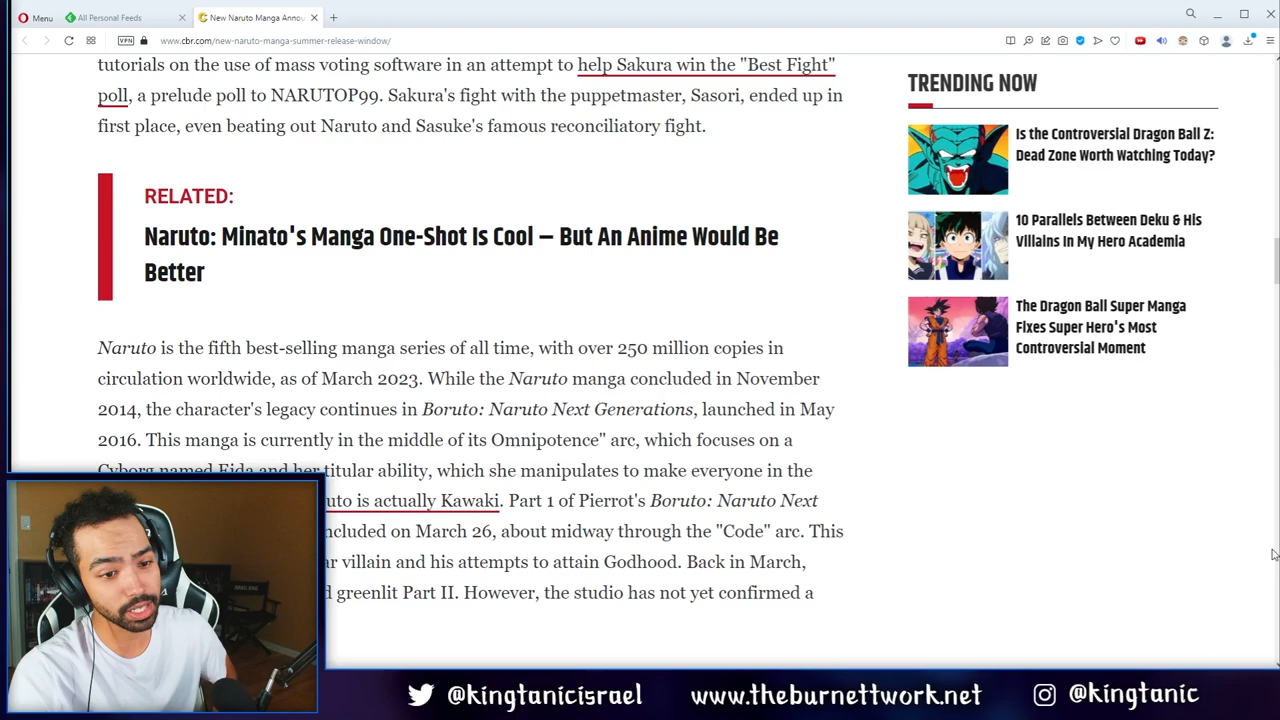 Menu
All Personal Feeds
New Naruto Manga Annou
VPN
www.cbr.com/new-naruto-manga-summer-release-window/
tutorials on the use of mass voting software in an attempt to help Sakura win the "Best Fight"
poll, a prelude poll to NARUTOP99. Sakura's fight with the puppetmaster, Sasori, ended up in
first place, even beating out Naruto and Sasuke's famous reconciliatory fight.
RELATED:
Naruto: Minato's Manga One-Shot Is Cool – But An Anime Would Be
Better
Naruto is the fifth best-selling manga series of all time, with over 250 million copies in
circulation worldwide, as of March 2023. While the Naruto manga concluded in November
2014, the character's legacy continues in Boruto: Naruto Next Generations, launched in May
2016. This manga is currently in the middle of its Omnipotence" arc, which focuses on a
Cyborg named Eida and her titular ability, which she manipulates to make everyone in the
uto is actually Kawaki. Part 1 of Pierrot's Boruto: Naruto Next
ncluded on March 26, about midway through the "Code" arc. This
ar villain and his attempts to attain Godhood. Back in March,
d greenlit Part II. However, the studio has not yet confirmed a
TRENDING NOW
Is the Controversial Dragon Ball Z:
Dead Zone Worth Watching Today?
10 Parallels Between Deku & His
Villains In My Hero Academia
The Dragon Ball Super Manga
Fixes Super Hero's Most
Controversial Moment
@kingtanicisrael
www.theburnettwork.net
@kingtanic